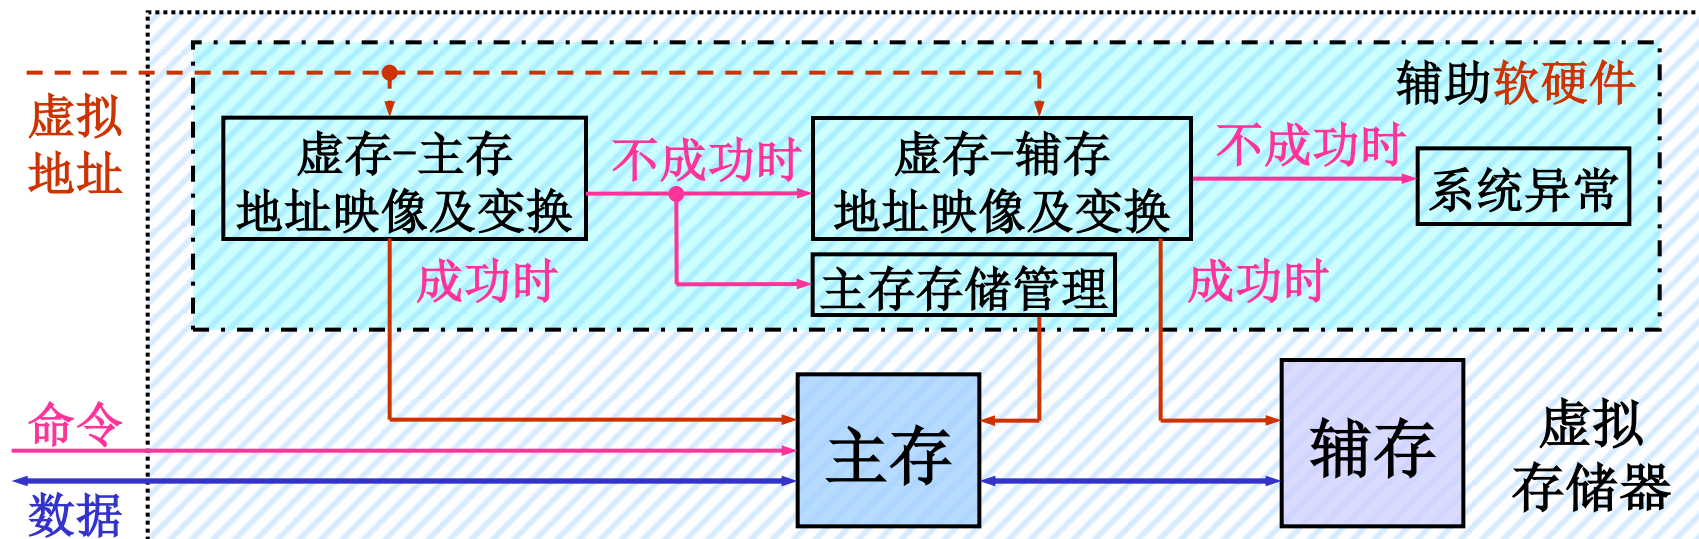 辅助软硬件
虚拟
地址
虚存-主存
地址映像及变换
不成功时
虚存-辅存
地址映像及变换
不成功时
系统异常
成功时
主存存储管理
成功时
命令
数据
主存
辅存
虚拟
存储器